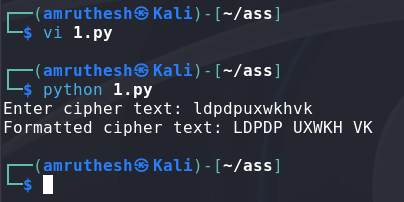 (amruthesh㉿Kali)-[~/ass]
$ vi 1.py
(amruthesh㉿Kali)-[~/ass]
$ python 1.py
Enter cipher text: ldpdpuxwkhvk
Formatted cipher text: LDPDP UXWKH VK
(amruthesh㉿Kali)-[~/ass]
$